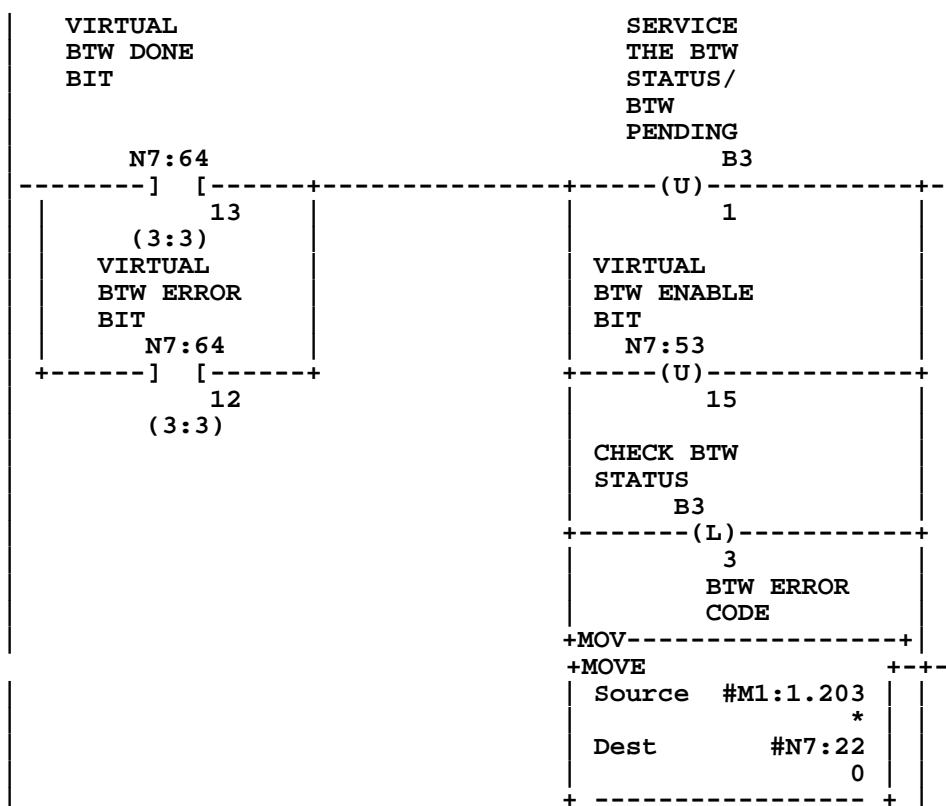 VIRTUAL SERVICE
BTW DONE THE BTW
BIT STATUS/
BTW
PENDING
N7:64 B3
] [ (U)
13 1
(3:3)
VIRTUAL VIRTUAL
BTW ERROR BTW ENABLE
BIT BIT
N7:64 N7:53
] [ (U)
12 15
(3:3)
CHECK BTW
STATUS
B3
(L)
3
BTW ERROR
CODE
+MOV
+MOVE
Source #M1:1.203
*
Dest #N7:22
0